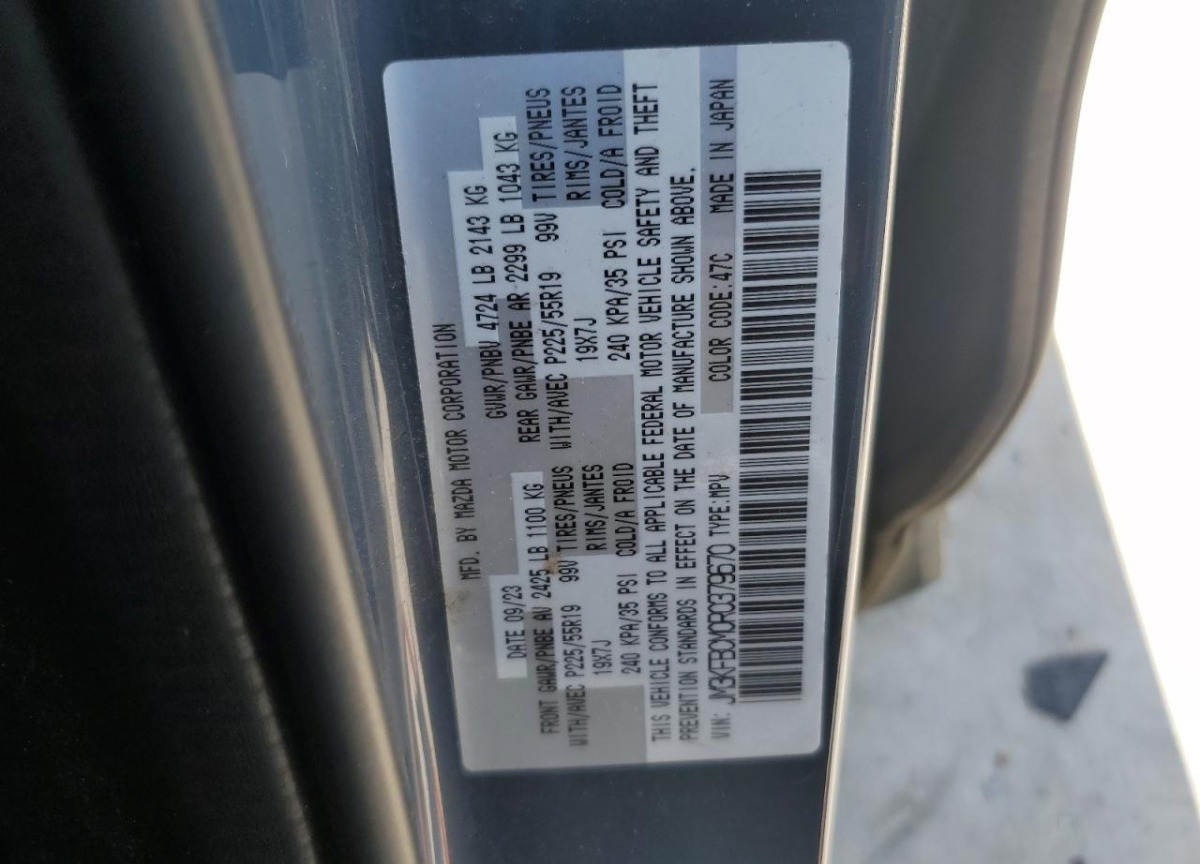 MFD. BY MAZDA MOTOR CORPORATION
DATE 09/23 GVWR/PNBV 4724 LB 2143 KG
FRONT GAWR/PNBE AV 2425 LB 1100 KG REAR GAWR/PNBE AR 2299 LB 1043 KG
WITH/AVEC P225/55R19 99V TIRES/PNEUS WITH/AVEC P225/55R19 99V TIRES/PNEUS
19X7J RIMS/JANTES 19X7J RIMS/JANTES
240 KPA/35 PSI COLD/A FROID 240 KPA/35 PSI COLD/A FROID
THIS VEHICLE CONFORMS TO ALL APPLICABLE FEDERAL MOTOR VEHICLE SAFETY AND THEFT
PREVENTION STANDARDS IN EFFECT ON THE DATE OF MANUFACTURE SHOWN ABOVE.
VIN: JM3KFBCM0R0379670 TYPE:MPV COLOR CODE:47C MADE IN JAPAN